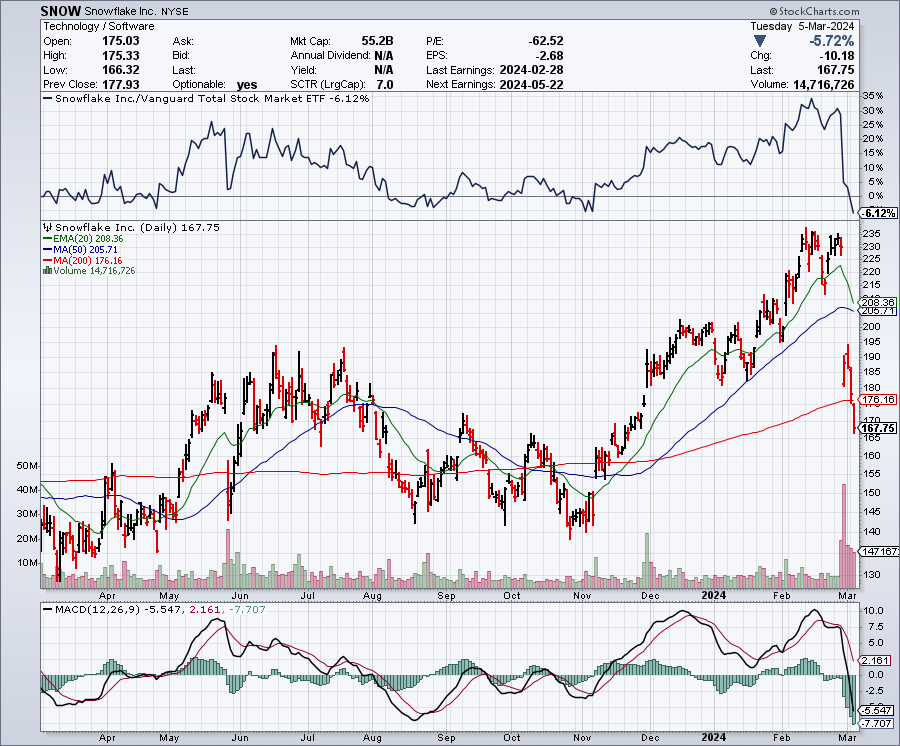 SNOW Snowflake Inc. NYSE © StockCharts.com
Technology / Software Tuesday 5-Mar-2024
Open: 175.03 Ask: Mkt Cap: 55.2B P/E: -62.52 ▼ -5.72%
High: 175.33 Bid: Annual Dividend: N/A EPS: -2.68 Chg: -10.18
Low: 166.32 Last: Yield: N/A Last Earnings: 2024-02-28 Last: 167.75
Prev Close: 177.93 Optionable: yes SCTR (LrgCap): 7.0 Next Earnings: 2024-05-22 Volume: 14,716,726
Snowflake Inc./Vanguard Total Stock Market ETF -6.12%
35%
30%
25%
20%
15%
10%
5%
0%
-6.12%
Snowflake Inc. (Daily) 167.75
EMA(20) 208.36
MA(50) 205.71
MA(200) 176.16
Volume 14,716,726
235
230
225
220
215
208.36
205.71
200
195
190
185
180
176.16
170
167.75
165
160
155
150
145
140
147167
130
50M
40M
30M
20M
10M
Apr May Jun Jul Aug Sep Oct Nov Dec 2024 Feb Mar
MACD(12,26,9) -5.547, 2.161, -7.707
10.0
7.5
5.0
2.161
0.0
-2.5
-5.547
-7.707
Apr May Jun Jul Aug Sep Oct Nov Dec 2024 Feb Mar